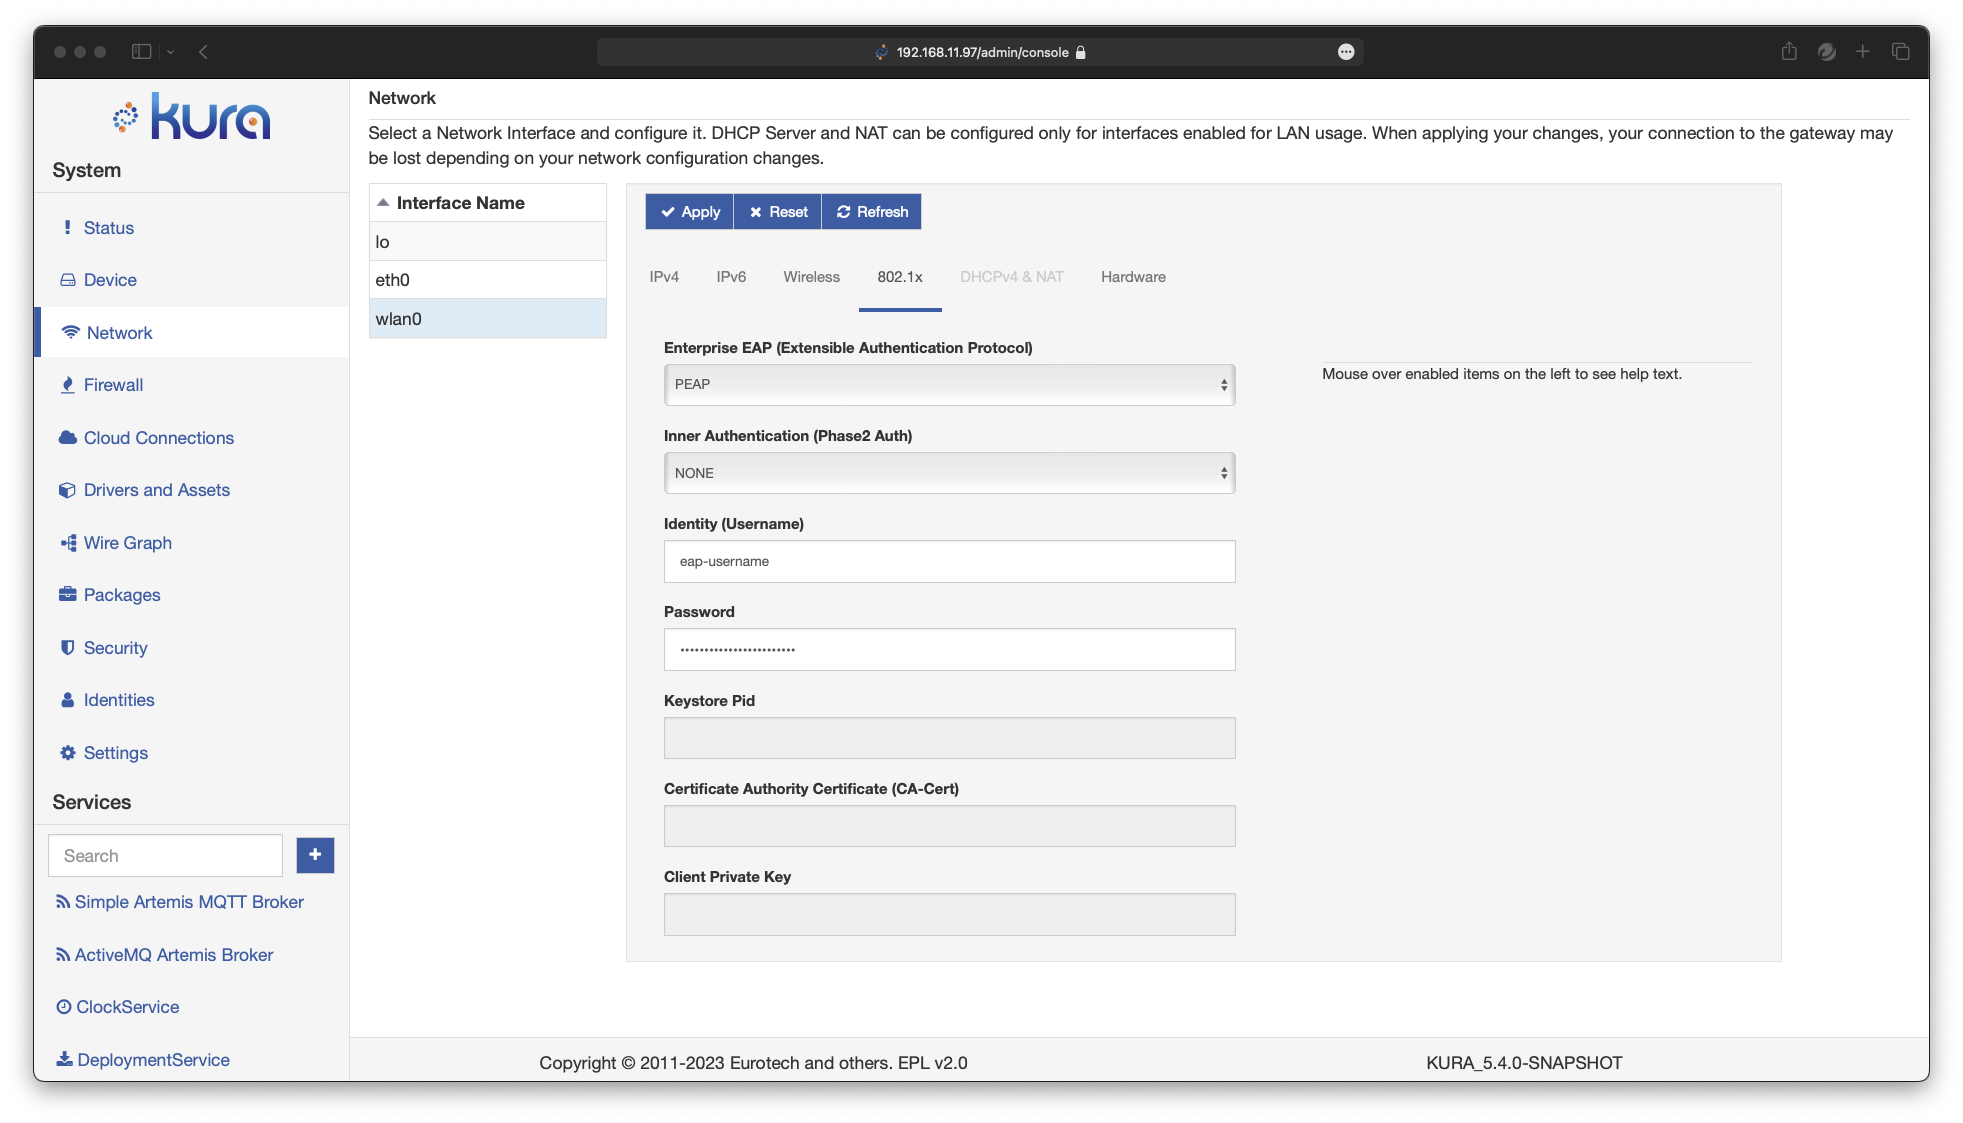 192.168.11.97/admin/console
kura
System
Status
Device
Network
Firewall
Cloud Connections
Drivers and Assets
Wire Graph
Packages
Security
Identities
Settings
Services
Search
Simple Artemis MQTT Broker
ActiveMQ Artemis Broker
ClockService
DeploymentService
Network
Select a Network Interface and configure it. DHCP Server and NAT can be configured only for interfaces enabled for LAN usage. When applying your changes, your connection to the gateway may
be lost depending on your network configuration changes.
Interface Name
lo
eth0
wlan0
Apply Reset Refresh
IPv4 IPv6 Wireless 802.1x DHCPv4 & NAT Hardware
Enterprise EAP (Extensible Authentication Protocol)
PEAP
Inner Authentication (Phase2 Auth)
NONE
Identity (Username)
eap-username
Password
••••••••••••••••••••••••
Keystore Pid
Certificate Authority Certificate (CA-Cert)
Client Private Key
Mouse over enabled items on the left to see help text.
Copyright © 2011-2023 Eurotech and others. EPL v2.0
KURA_5.4.0-SNAPSHOT